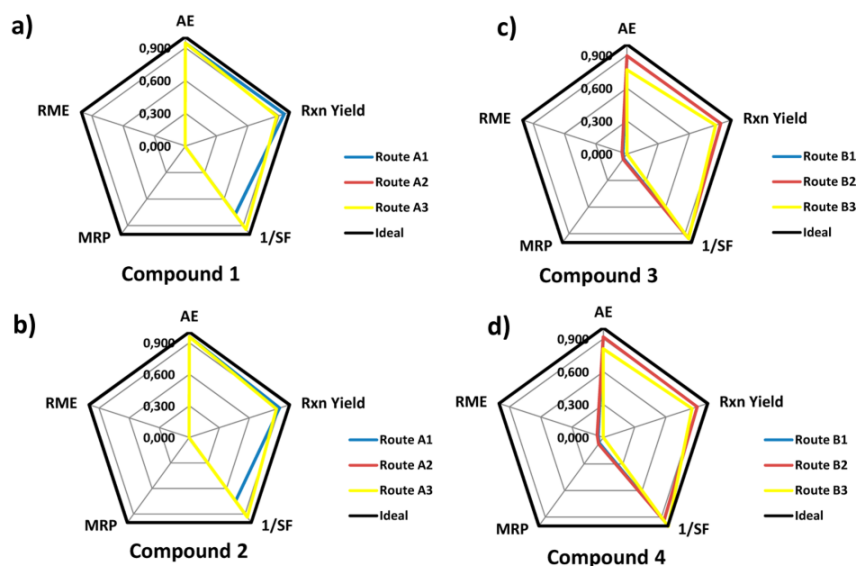 a)
AE
0,900
0,600
0,300
0,000
RME
Rxn Yield
MRP
1/SF
Route A1
Route A2
Route A3
Ideal
Compound 1
c)
AE
0,900
0,600
0,300
0,000
RME
Rxn Yield
MRP
1/SF
Route B1
Route B2
Route B3
Ideal
Compound 3
b)
AE
0,900
0,600
0,300
0,000
RME
Rxn Yield
MRP
1/SF
Route A1
Route A2
Route A3
Ideal
Compound 2
d)
AE
0,900
0,600
0,300
0,000
RME
Rxn Yield
MRP
1/SF
Route B1
Route B2
Route B3
Ideal
Compound 4